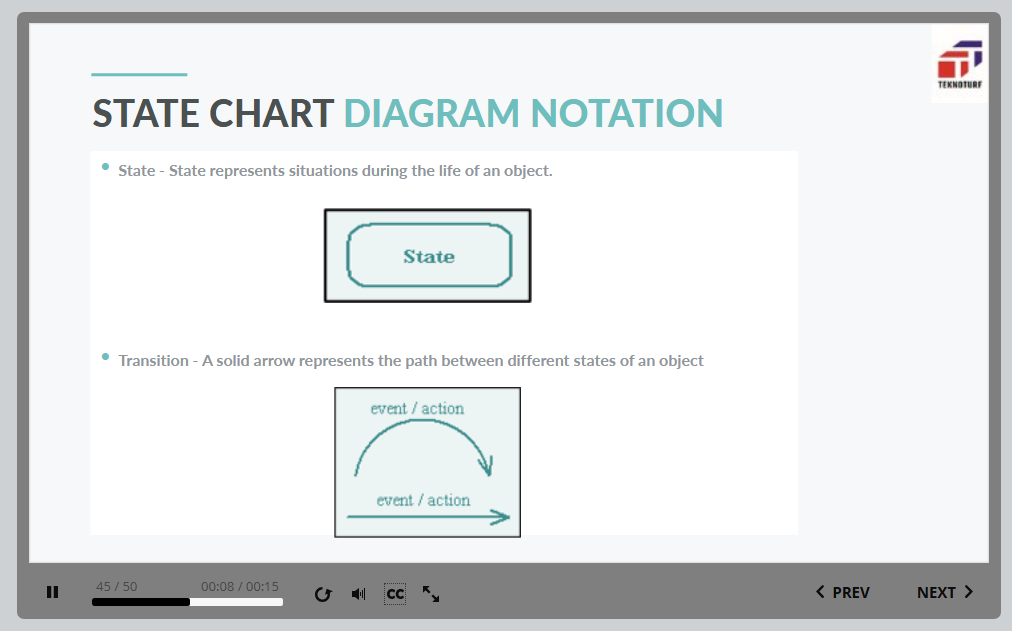 TEKNOTURF
STATE CHART DIAGRAM NOTATION
• State - State represents situations during the life of an object.
State
• Transition - A solid arrow represents the path between different states of an object
event / action
event / action
45 / 50
00:08 / 00:15
CC
PREV
NEXT